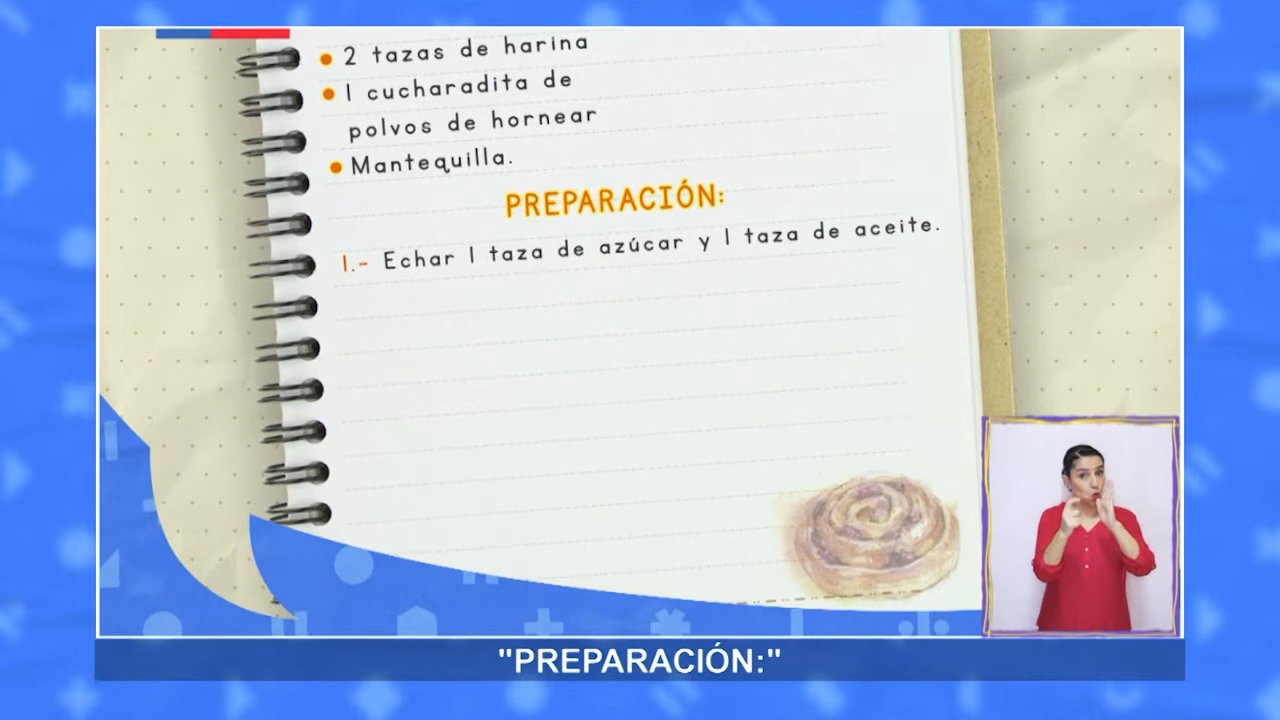 ● 2 tazas de harina
● 1 cucharadita de
polvos de hornear
● Mantequilla.
PREPARACIÓN:
1.- Echar 1 taza de azúcar y 1 taza de aceite.
"PREPARACIÓN:"